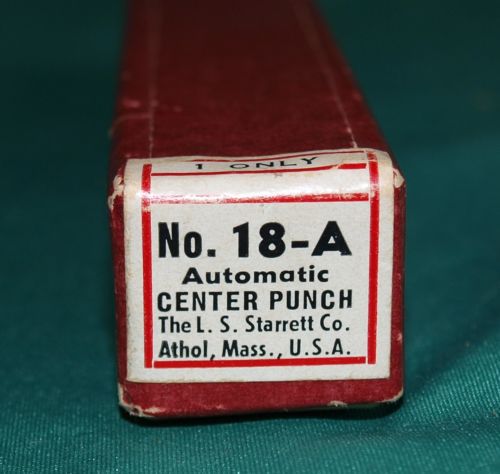 1 ONLY
No. 18-A
Automatic
CENTER PUNCH
The L. S. Starrett Co.
Athol, Mass., U.S.A.